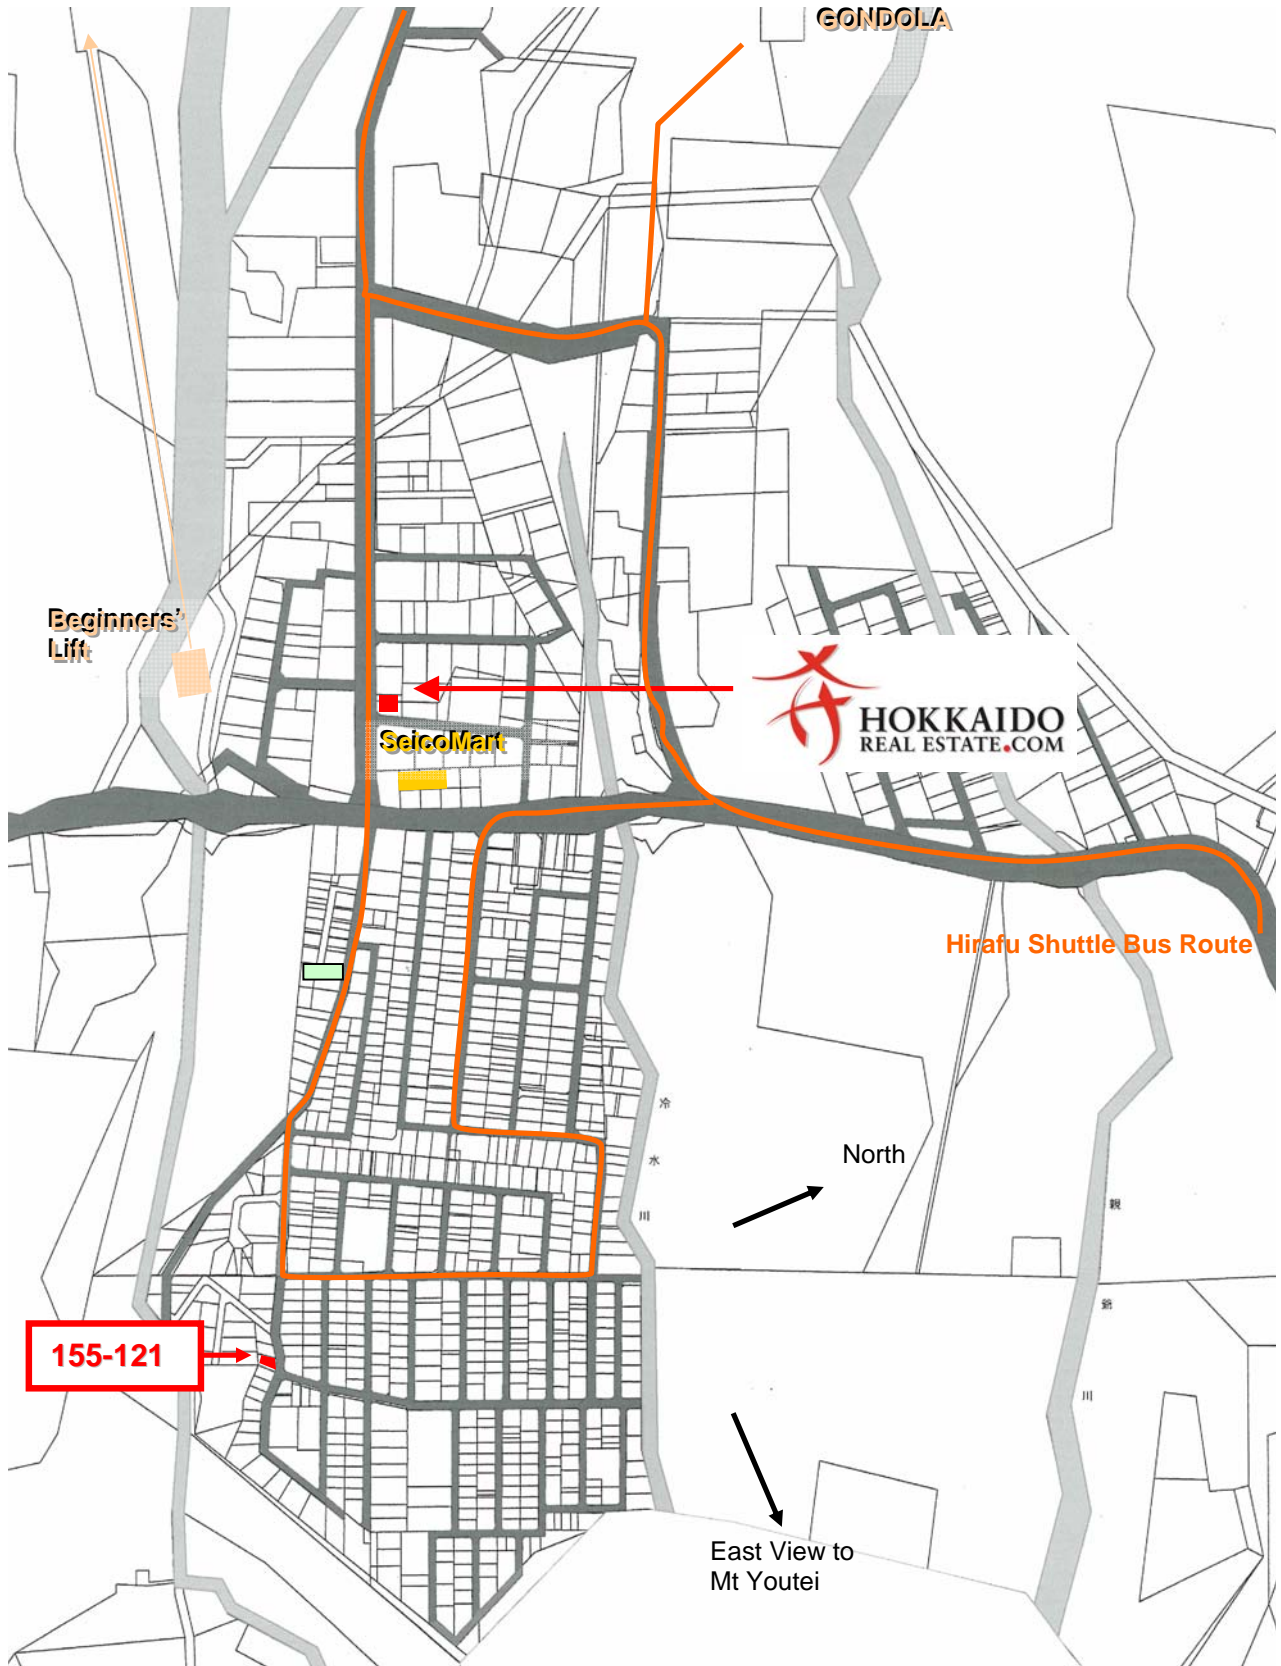 GONDOLA
Beginners'
Lift
SeicoMart
HOKKAIDO
REAL ESTATE.COM
Hirafu Shuttle Bus Route
冷
水
川
North
親
爺
川
155-121
East View to
Mt Youtei